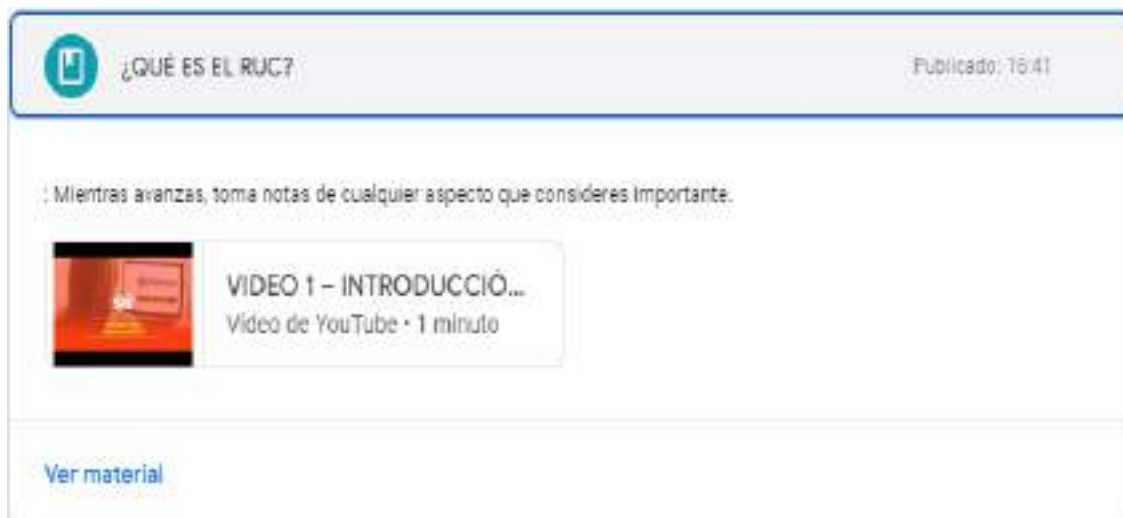 ¿QUÉ ES EL RUC?
Publicado: 16:41
: Mientras avanzas, toma notas de cualquier aspecto que consideres importante.
VIDEO 1 – INTRODUCCIÓ...
Video de YouTube • 1 minuto
Ver material